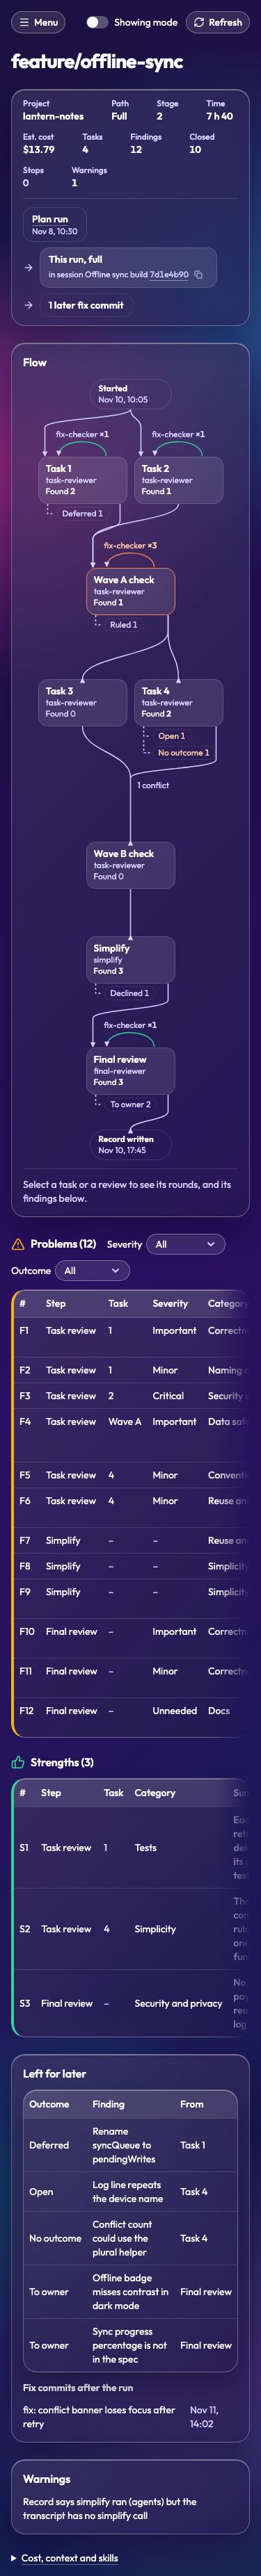 Menu
Showing mode
Refresh
feature/offline-sync
Project Path Stage Time
lantern-notes Full 2 7 h 40
Est. cost Tasks Findings Closed
$13.79 4 12 10
Stops Warnings
0 1
Plan run
Nov 8, 10:30
This run, full
in session Offline sync build 7d1e4b90
1 later fix commit
Flow
Started
Nov 10, 10:05
fix-checker ×1 fix-checker ×1
Task 1 Task 2
task-reviewer task-reviewer
Found 2 Found 1
Deferred 1
fix-checker ×3
Wave A check
task-reviewer
Found 1
Ruled 1
Task 3 Task 4
task-reviewer task-reviewer
Found 0 Found 2
Open 1
No outcome 1
1 conflict
Wave B check
task-reviewer
Found 0
Simplify
simplify
Found 3
Declined 1
fix-checker ×1
Final review
final-reviewer
Found 3
To owner 2
Record written
Nov 10, 17:45
Select a task or a review to see its rounds, and its
findings below.
Problems (12) Severity All
Outcome All
# Step Task Severity Category
F1 Task review 1 Important
F2 Task review 1 Minor Naming
F3 Task review 2 Critical Security
F4 Task review Wave A Important Data
F5 Task review 4 Minor
F6 Task review 4 Minor Reuse
F7 Simplify – – Reuse
F8 Simplify – – Simplicity
F9 Simplify – – Simplicity
F10 Final review – Important
F11 Final review – Minor
F12 Final review – Unneeded Docs
Strengths (3)
# Step Task Category
S1 Task review 1 Tests
S2 Task review 4 Simplicity
S3 Final review – Security and privacy
Left for later
Outcome Finding From
Deferred Rename syncQueue to pendingWrites Task 1
Open Log line repeats the device name Task 4
No outcome Conflict count could use the plural helper Task 4
To owner Offline badge misses contrast in dark mode Final review
To owner Sync progress percentage is not in the spec Final review
Fix commits after the run
fix: conflict banner loses focus after retry Nov 11, 14:02
Warnings
Record says simplify ran (agents) but the
transcript has no simplify call
Cost, context and skills